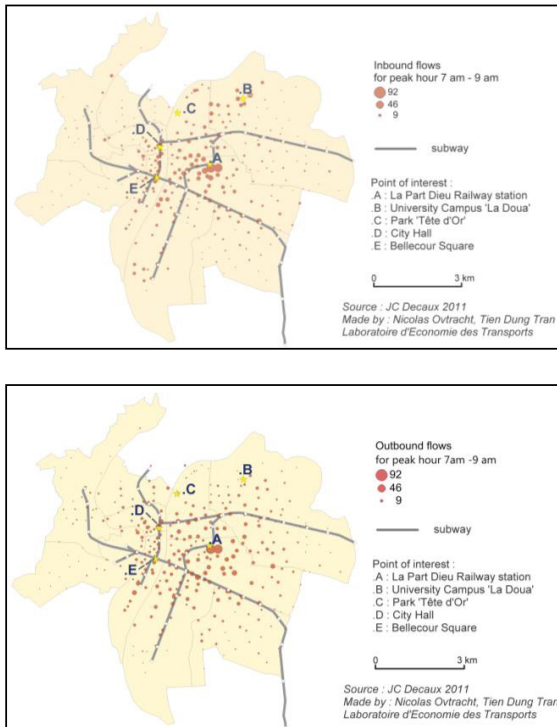 Inbound flows
for peak hour 7 am - 9 am
92
46
9
subway
Point of interest :
.A : La Part Dieu Railway station
.B : University Campus 'La Doua'
.C : Park 'Tête d'Or'
.D : City Hall
.E : Bellecour Square
0 3 km
Source : JC Decaux 2011
Made by : Nicolas Ovtracht, Tien Dung Tran
Laboratoire d'Economie des Transports
.B
.C
.D
.A
.E
Outbound flows
for peak hour 7am -9 am
92
46
9
subway
Point of interest :
.A : La Part Dieu Railway station
.B : University Campus 'La Doua'
.C : Park 'Tête d'Or'
.D : City Hall
.E : Bellecour Square
0 3 km
Source : JC Decaux 2011
Made by : Nicolas Ovtracht, Tien Dung Tran
Laboratoire d'Economie des Transports
.B
.C
.D
.A
.E